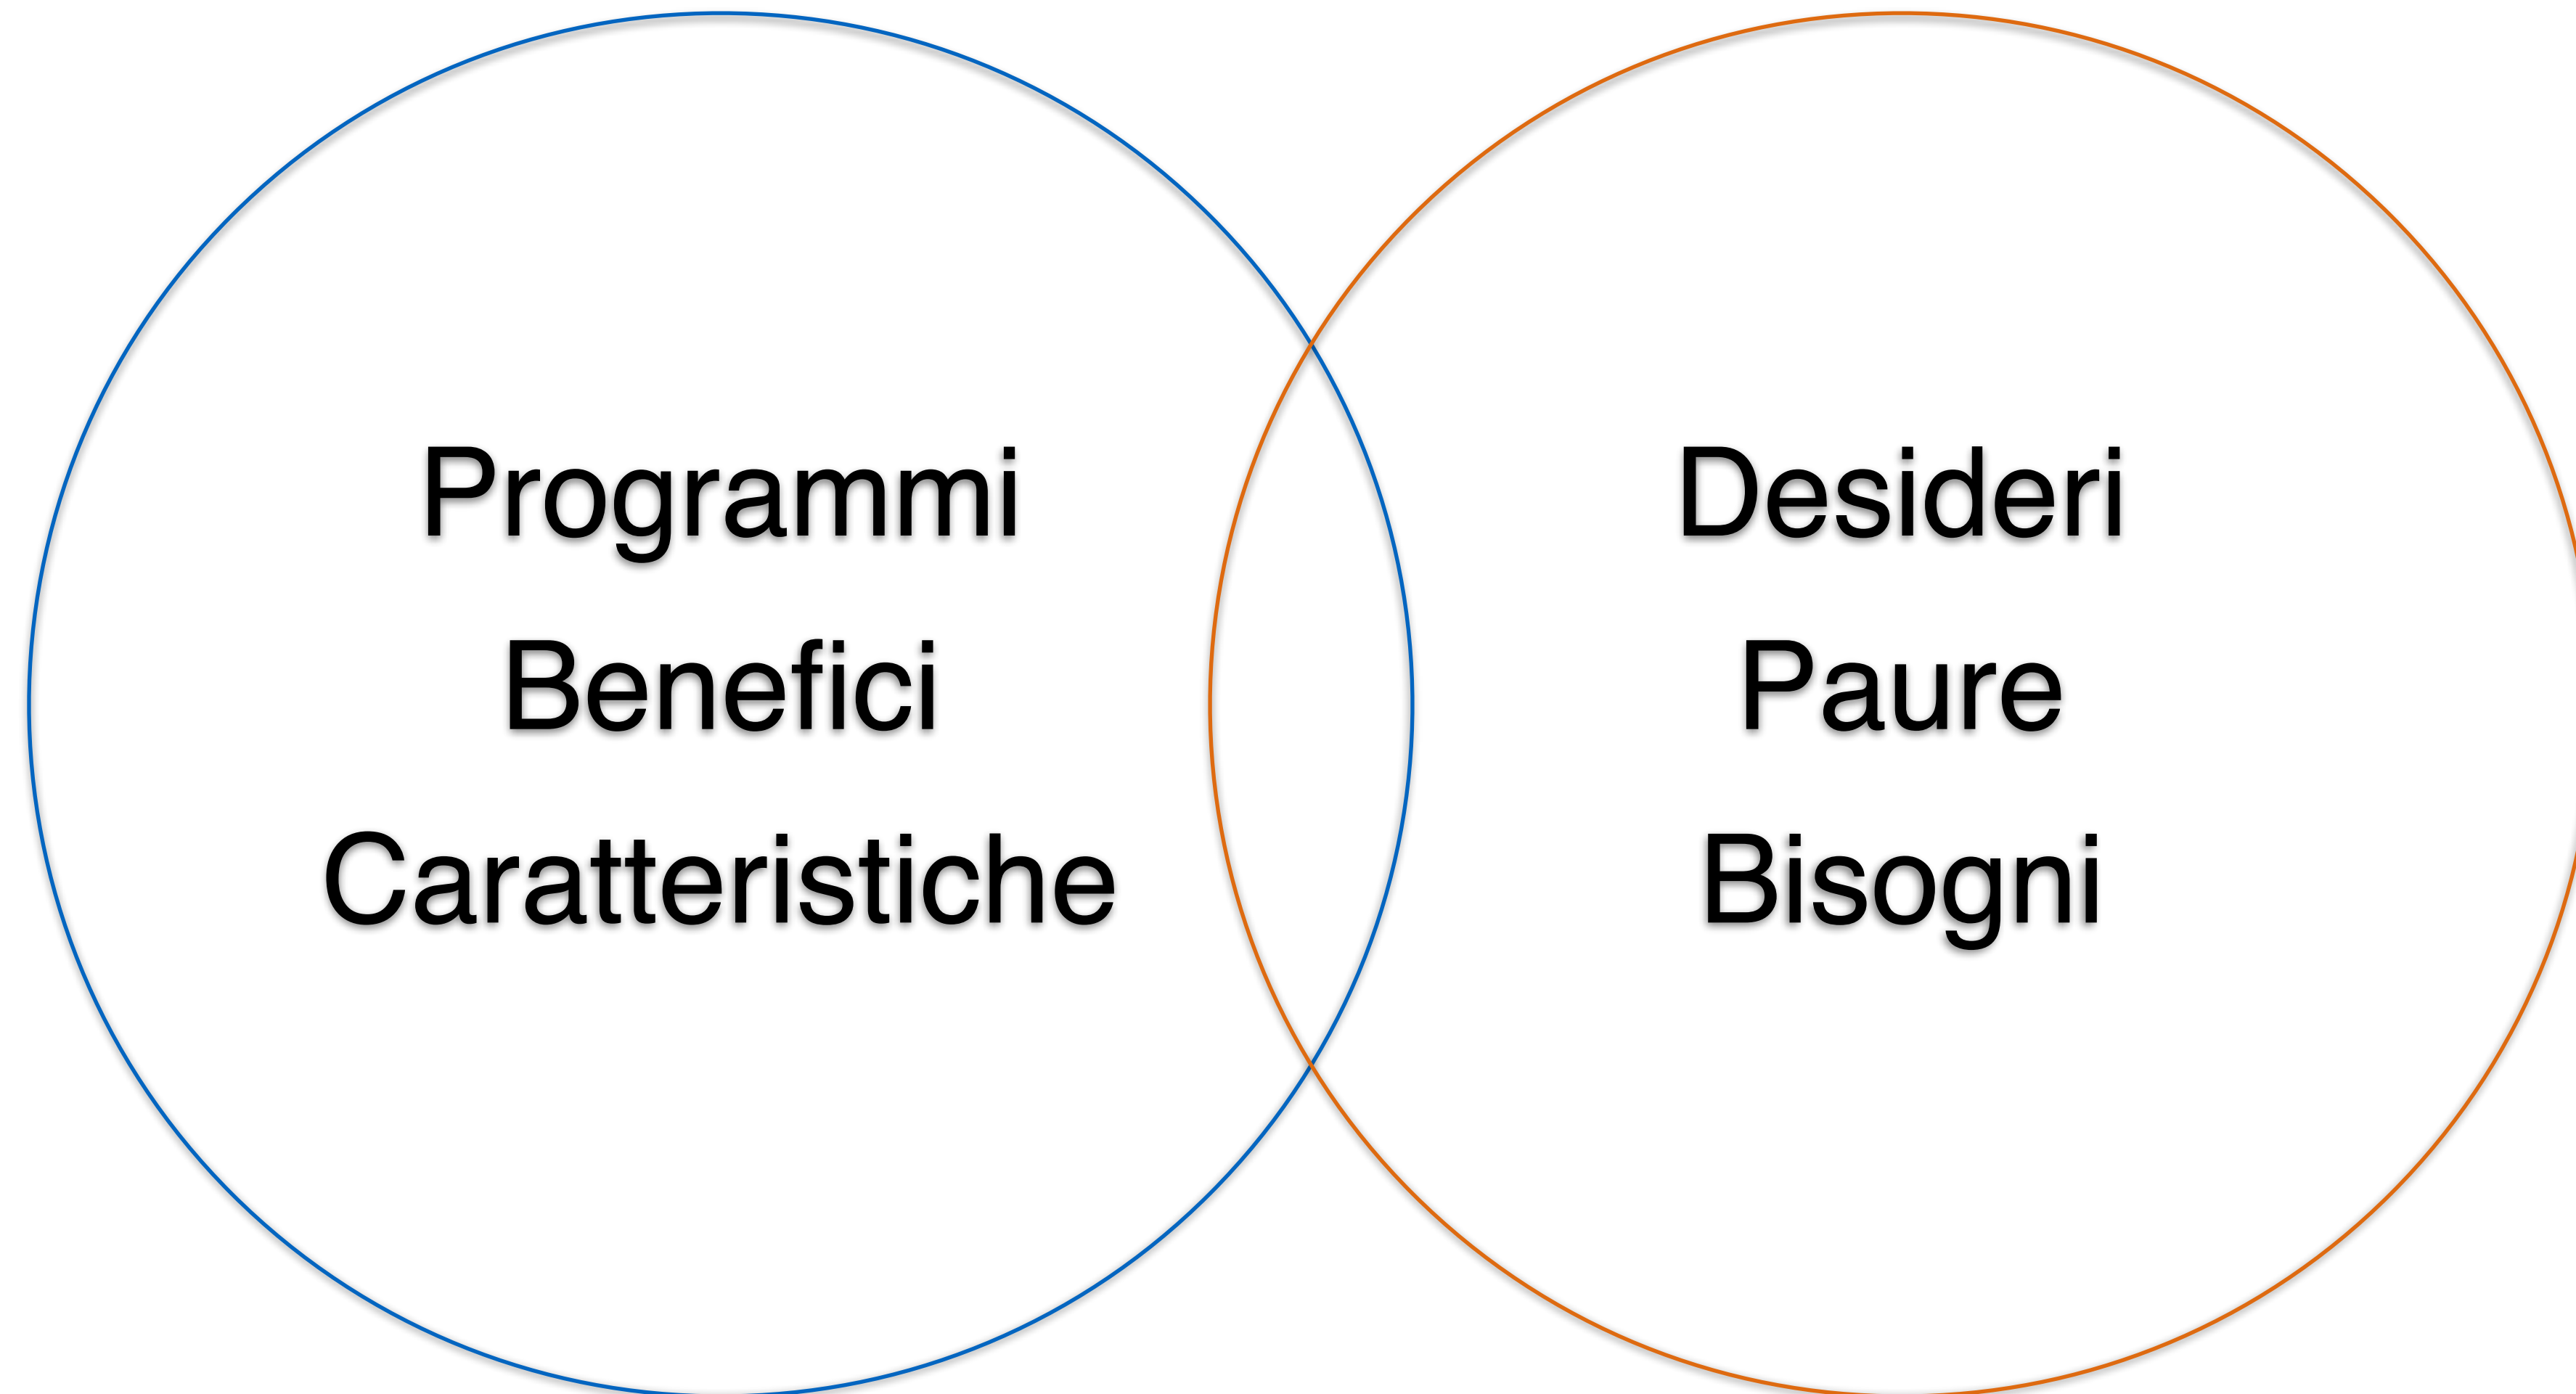 Programmi
Benefici
Caratteristiche
Desideri
Paure
Bisogni